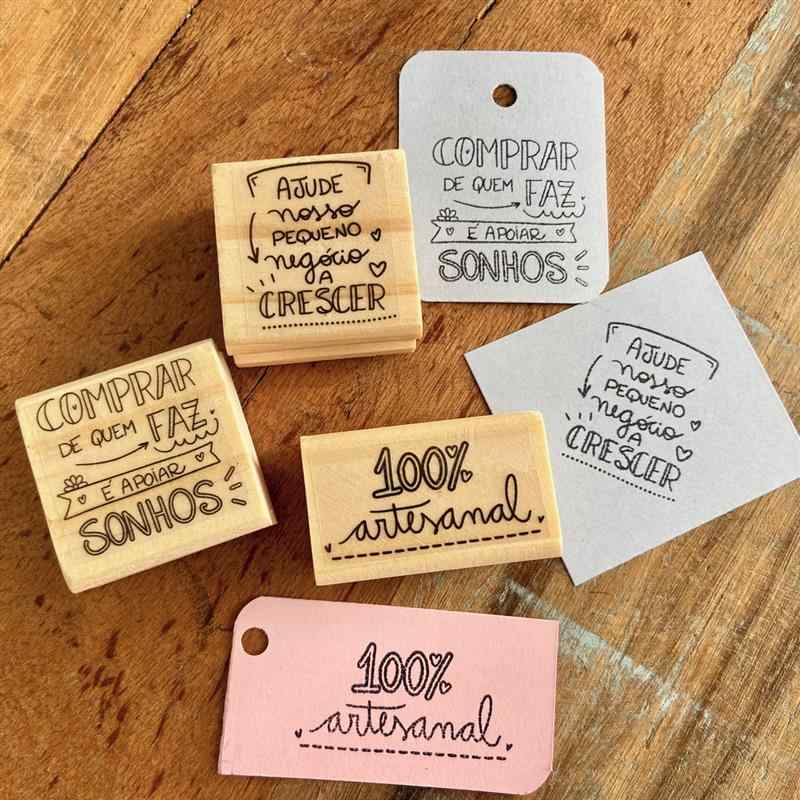 COMPRAR
DE QUEM FAZ
É APOIAR
SONHOS
AJUDE
nosso
PEQUENO
negócio
A
CRESCER
AJUDE
nosso
PEQUENO
negócio
A
CRESCER
COMPRAR
DE QUEM FAZ
É APOIAR
SONHOS
100%
artesanal
100%
artesanal